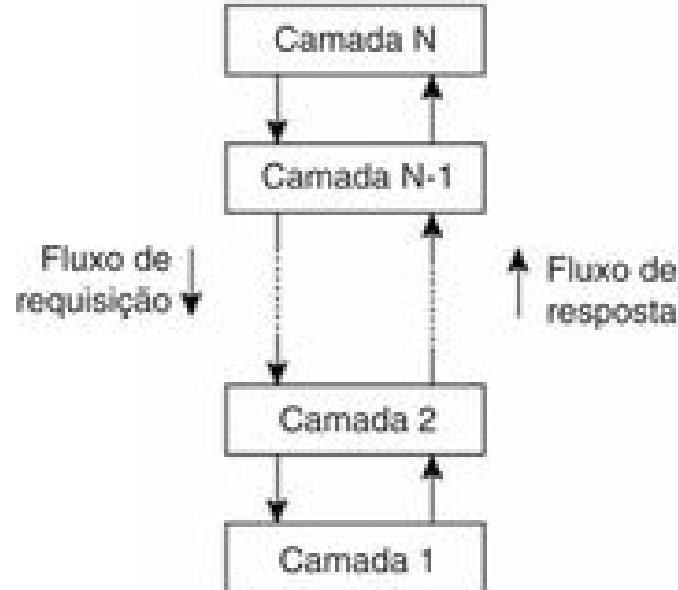 Camada N
Camada N-1
Fluxo de
requisição
Fluxo de
resposta
Camada 2
Camada 1